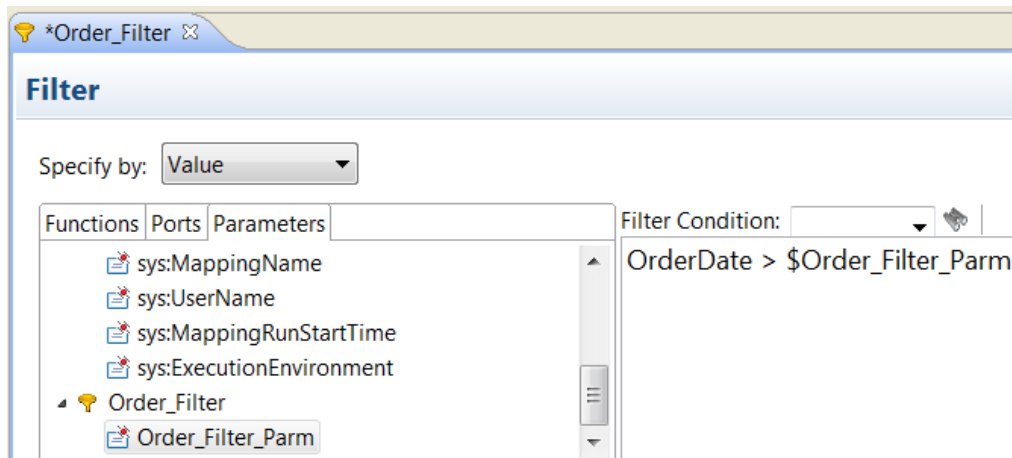 *Order_Filter
Filter
Specify by: Value
Functions Ports Parameters
Filter Condition:
sys:MappingName
OrderDate > $Order_Filter_Parm
sys:UserName
sys:MappingRunStartTime
sys:ExecutionEnvironment
Order_Filter
Order_Filter_Parm